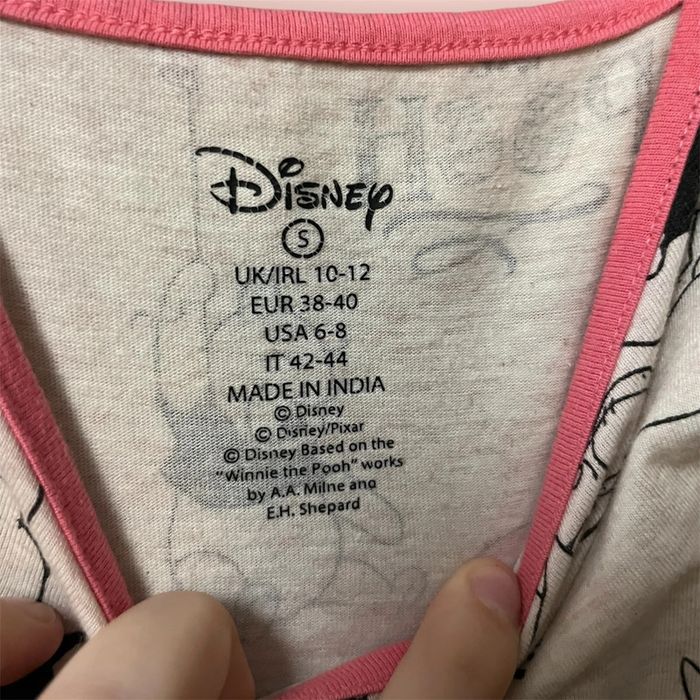 Disney
S
UK/IRL 10-12
EUR 38-40
USA 6-8
IT 42-44
MADE IN INDIA
© Disney
© Disney/Pixar
© Disney Based on the
"Winnie the Pooh" works
by A.A. Milne and
E.H. Shepard